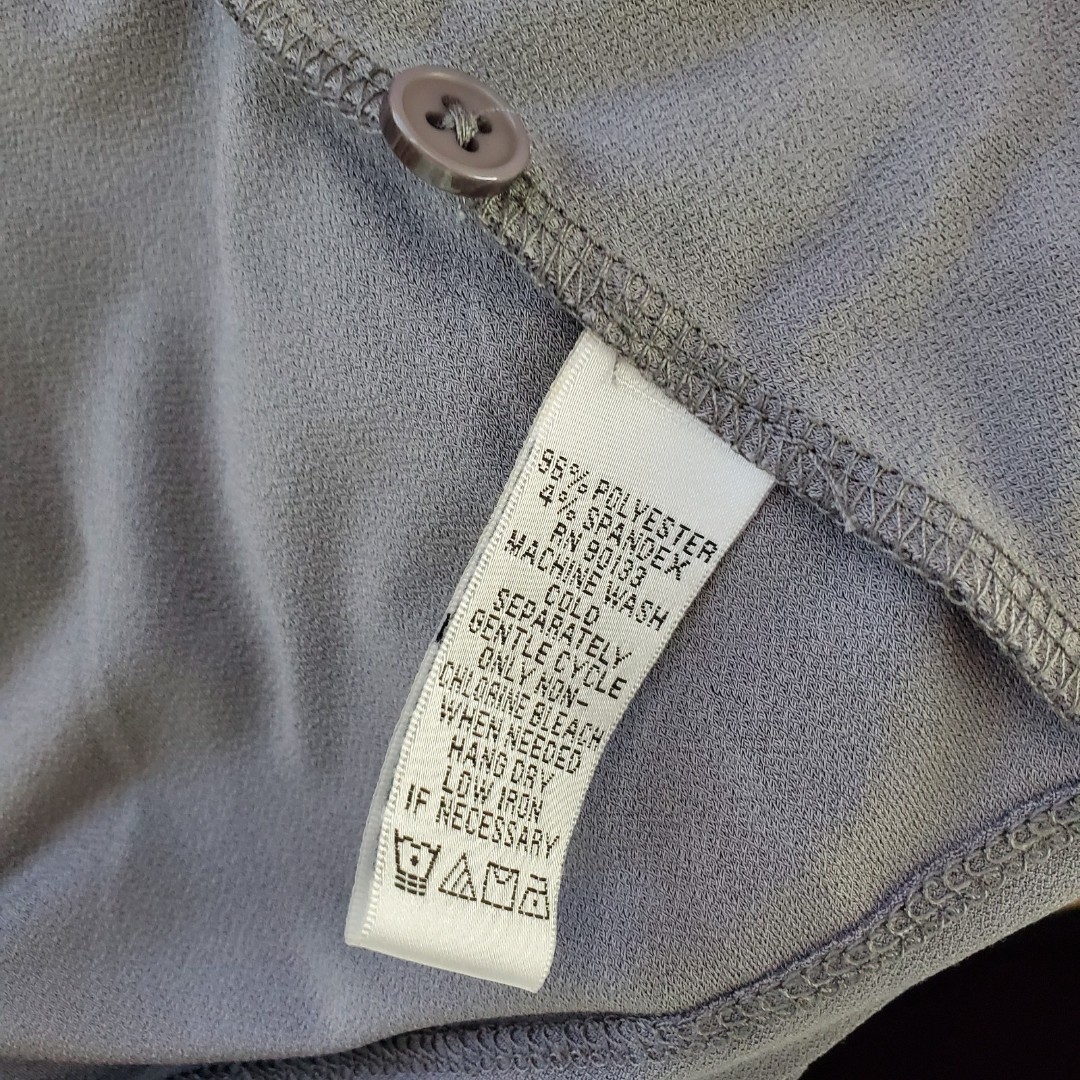 96% POLYESTER
4% SPANDEX
RN 90133
MACHINE WASH
COLD
SEPARATELY
GENTLE CYCLE
ONLY NON-
CHLORINE BLEACH
WHEN NEEDED
HANG DRY
LOW IRON
IF NECESSARY